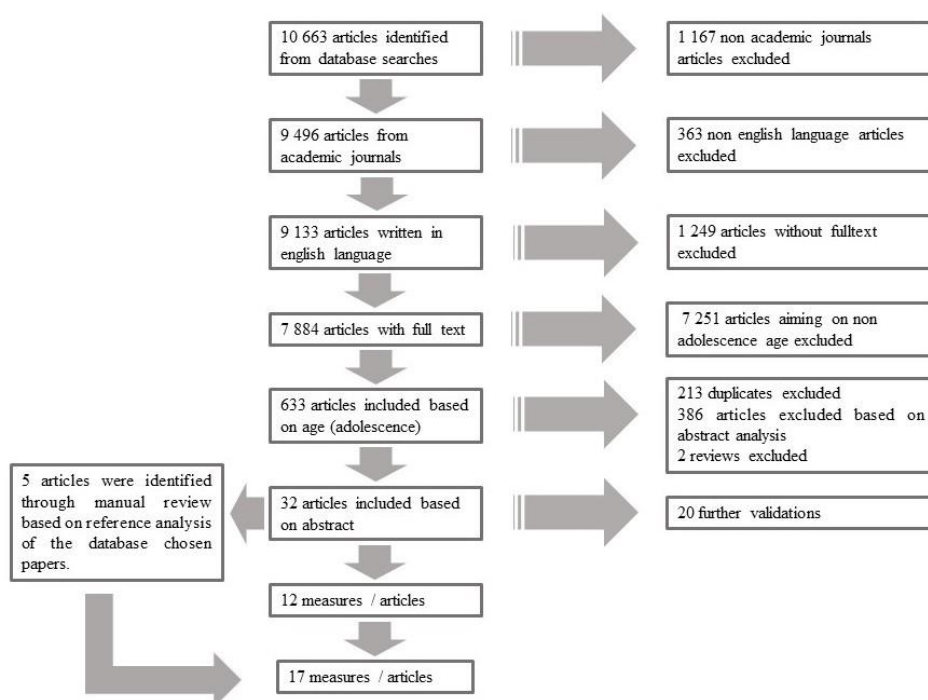 10 663 articles identified
from database searches
1 167 non academic journals
articles excluded
9 496 articles from
academic journals
363 non english language articles
excluded
9 133 articles written in
english language
1 249 articles without fulltext
excluded
7 884 articles with full text
7 251 articles aiming on non
adolescence age excluded
633 articles included based
on age (adolescence)
213 duplicates excluded
386 articles excluded based on
abstract analysis
2 reviews excluded
5 articles were identified
through manual review
based on reference analysis
of the database chosen
papers.
32 articles included based
on abstract
20 further validations
12 measures / articles
17 measures / articles